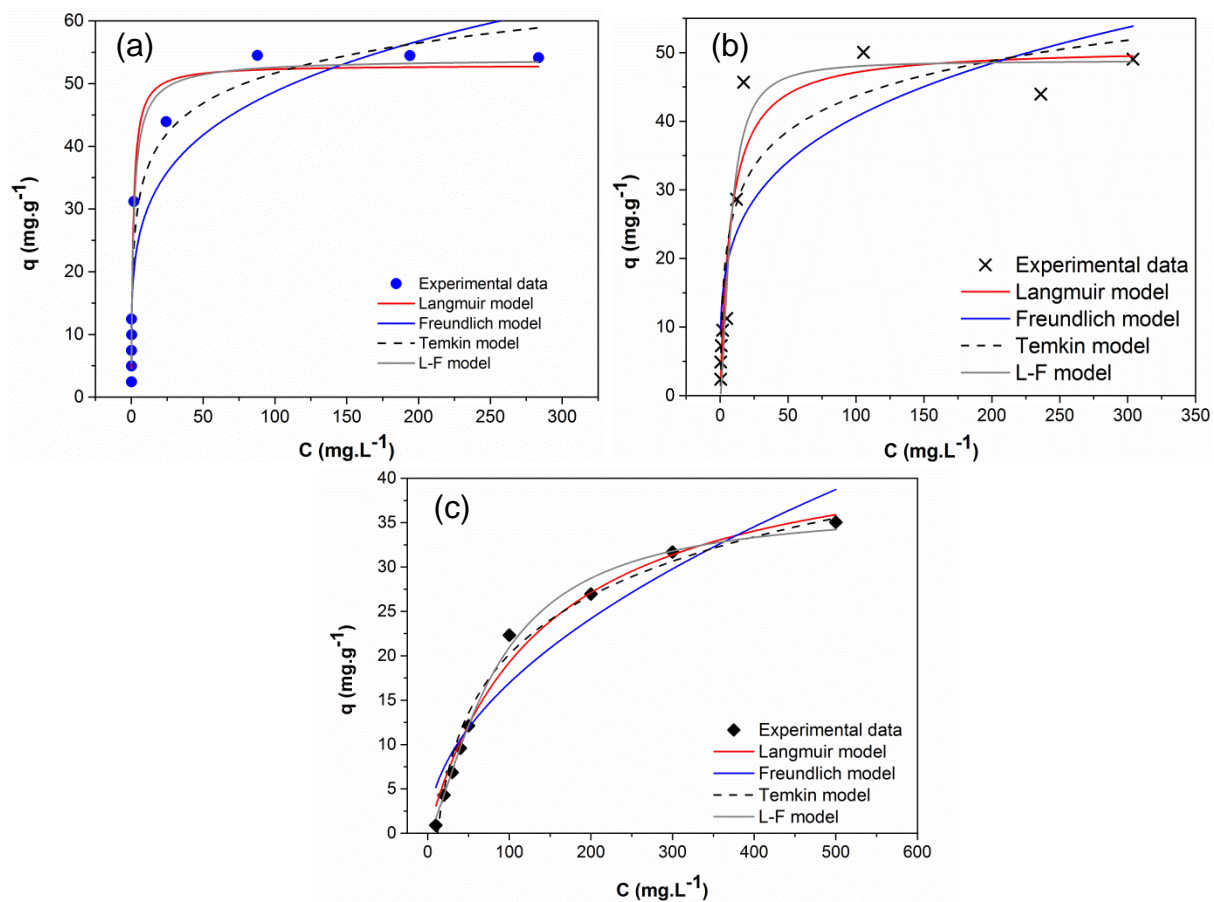 (a)
60
50
40
30
20
10
0
q (mg.g⁻¹)
Experimental data
Langmuir model
Freundlich model
Temkin model
L-F model
0 50 100 150 200 250 300
C (mg.L⁻¹)
(b)
50
40
30
20
10
0
q (mg.g⁻¹)
Experimental data
Langmuir model
Freundlich model
Temkin model
L-F model
0 50 100 150 200 250 300 350
C (mg.L⁻¹)
(c)
40
35
30
25
20
15
10
5
0
q (mg.g⁻¹)
Experimental data
Langmuir model
Freundlich model
Temkin model
L-F model
0 100 200 300 400 500 600
C (mg.L⁻¹)